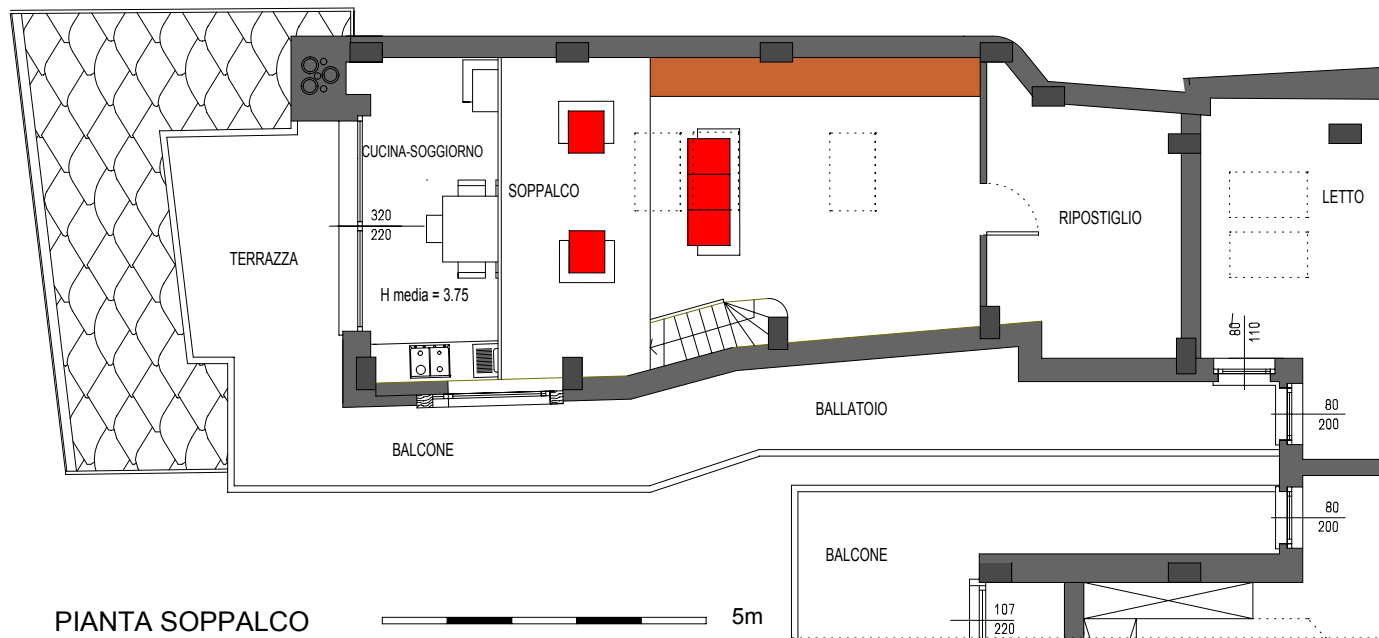 CUCINA-SOGGIORNO
SOPPALCO
LETTO
320
220
RIPOSTIGLIO
TERRAZZA
H media = 3.75
80
110
BALLATOIO
80
200
BALCONE
80
200
BALCONE
107
220
PIANTA SOPPALCO
5m